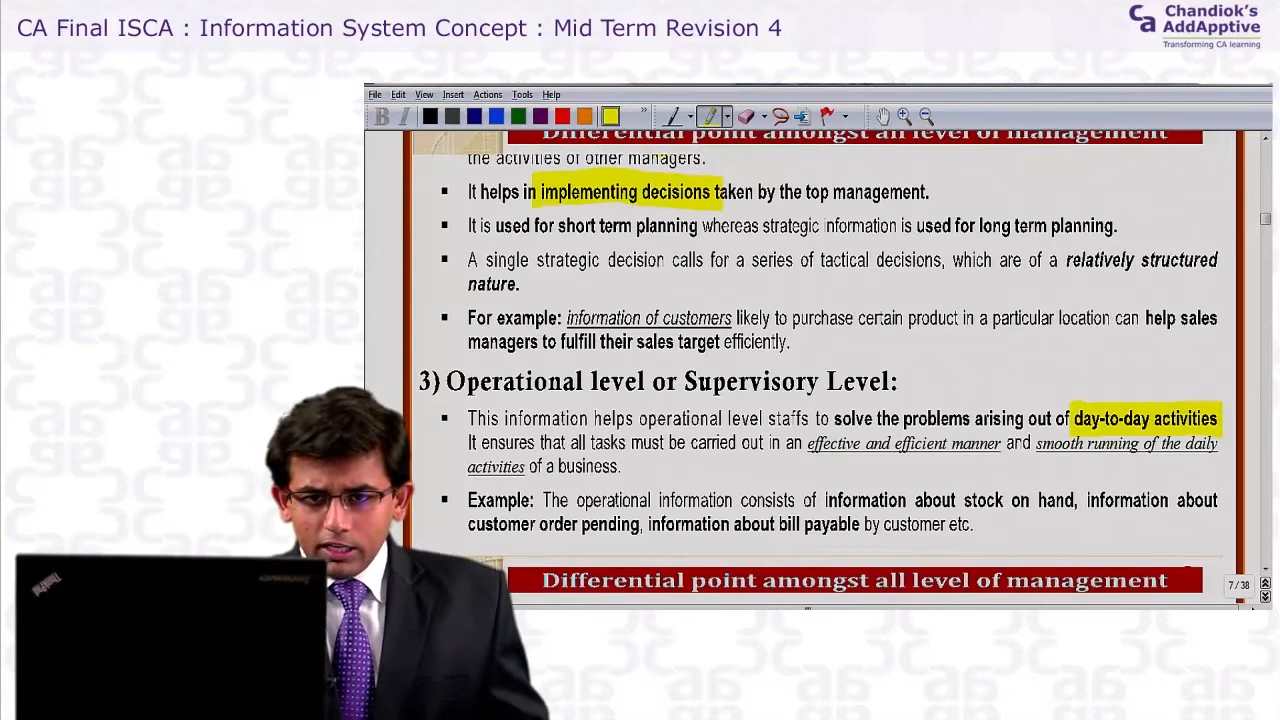 CA Final ISCA : Information System Concept : Mid Term Revision 4
Chandiok's
AddApptive
Transforming CA learning
File Edit View Insert Actions Tools Help
B I
Differential point amongst all level of management
the activities of other managers.
▪ It helps in implementing decisions taken by the top management.
▪ It is used for short term planning whereas strategic information is used for long term planning.
▪ A single strategic decision calls for a series of tactical decisions, which are of a relatively structured
nature.
▪ For example: information of customers likely to purchase certain product in a particular location can help sales
managers to fulfill their sales target efficiently.
3) Operational level or Supervisory Level:
▪ This information helps operational level staffs to solve the problems arising out of day-to-day activities
It ensures that all tasks must be carried out in an effective and efficient manner and smooth running of the daily
activities of a business.
▪ Example: The operational information consists of information about stock on hand, information about
customer order pending, information about bill payable by customer etc.
Differential point amongst all level of management
7 / 38
ThinkPad